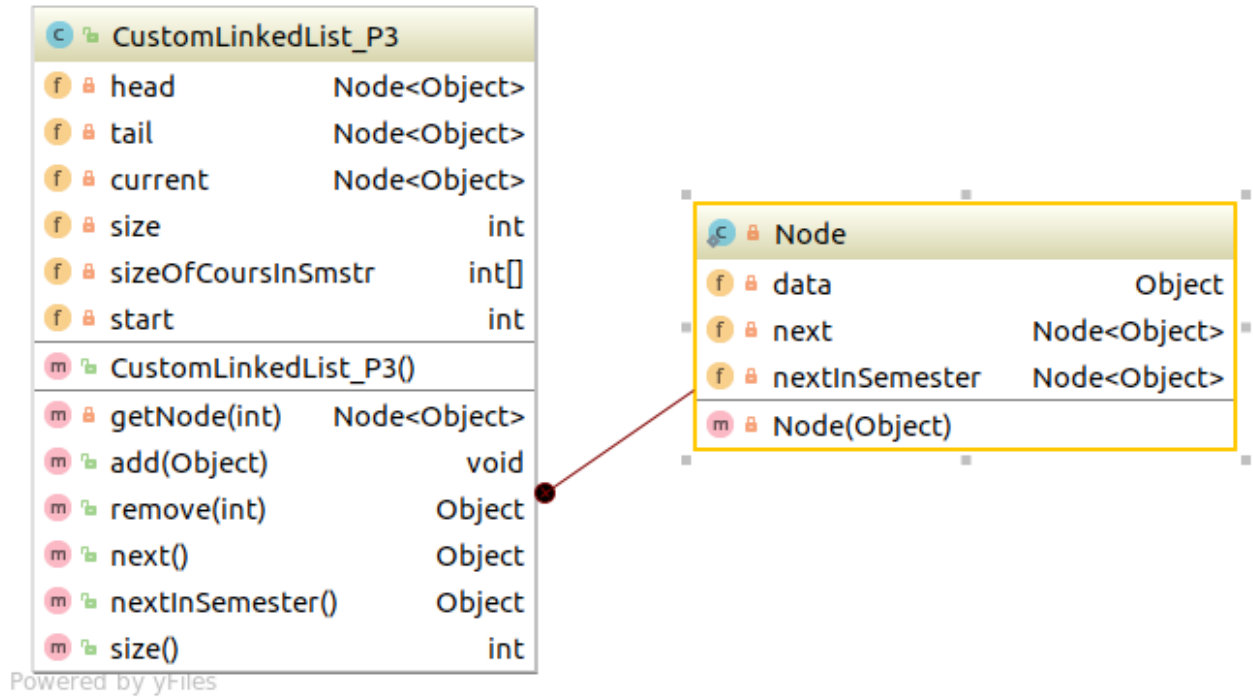 CustomLinkedList_P3
head Node<Object>
tail Node<Object>
current Node<Object>
size int
sizeOfCoursInSmstr int[]
start int
CustomLinkedList_P3()
getNode(int) Node<Object>
add(Object) void
remove(int) Object
next() Object
nextInSemester() Object
size() int
Node
data Object
next Node<Object>
nextInSemester Node<Object>
Node(Object)
Powered by yFiles